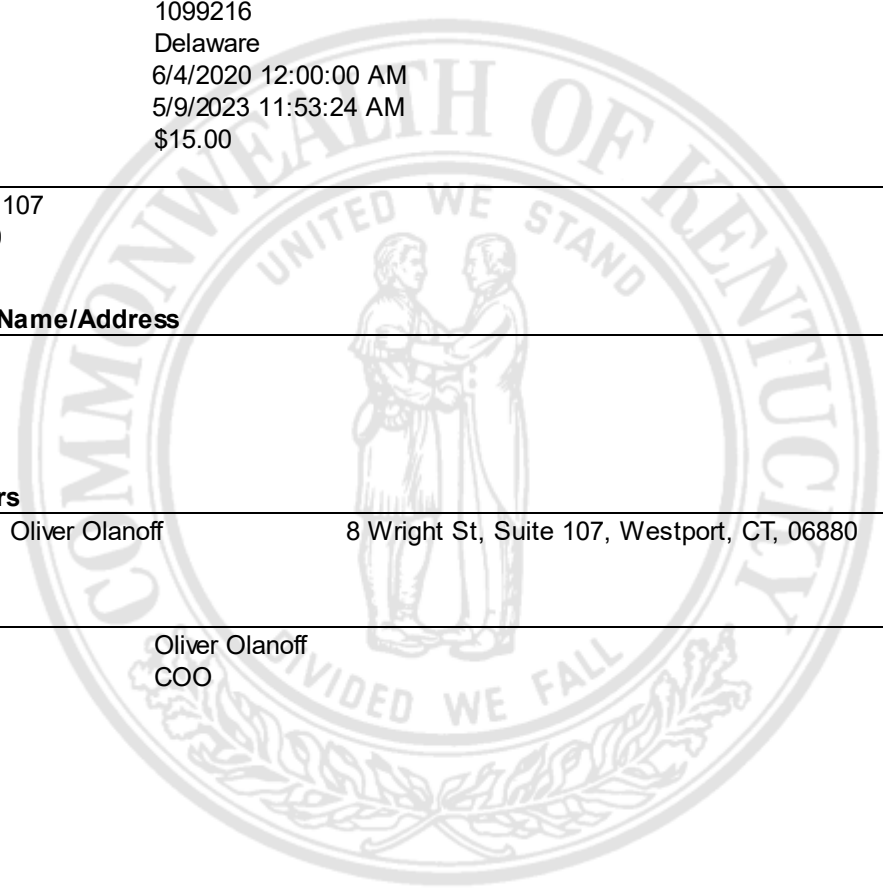 1099216
Delaware
6/4/2020 12:00:00 AM
5/9/2023 11:53:24 AM
$15.00
107
Name/Address
rs
Oliver Olanoff 8 Wright St, Suite 107, Westport, CT, 06880
Oliver Olanoff
COO
COMMONWEALTH OF KENTUCKY
UNITED WE STAND
DIVIDED WE FALL